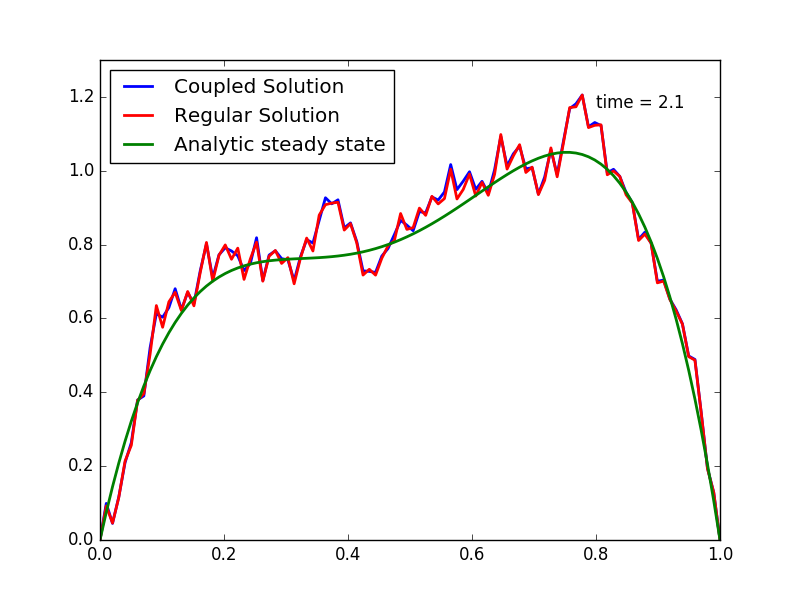 1.2
1.0
0.8
0.6
0.4
0.2
0.0
Coupled Solution
Regular Solution
Analytic steady state
time = 2.1
0.0 0.2 0.4 0.6 0.8 1.0